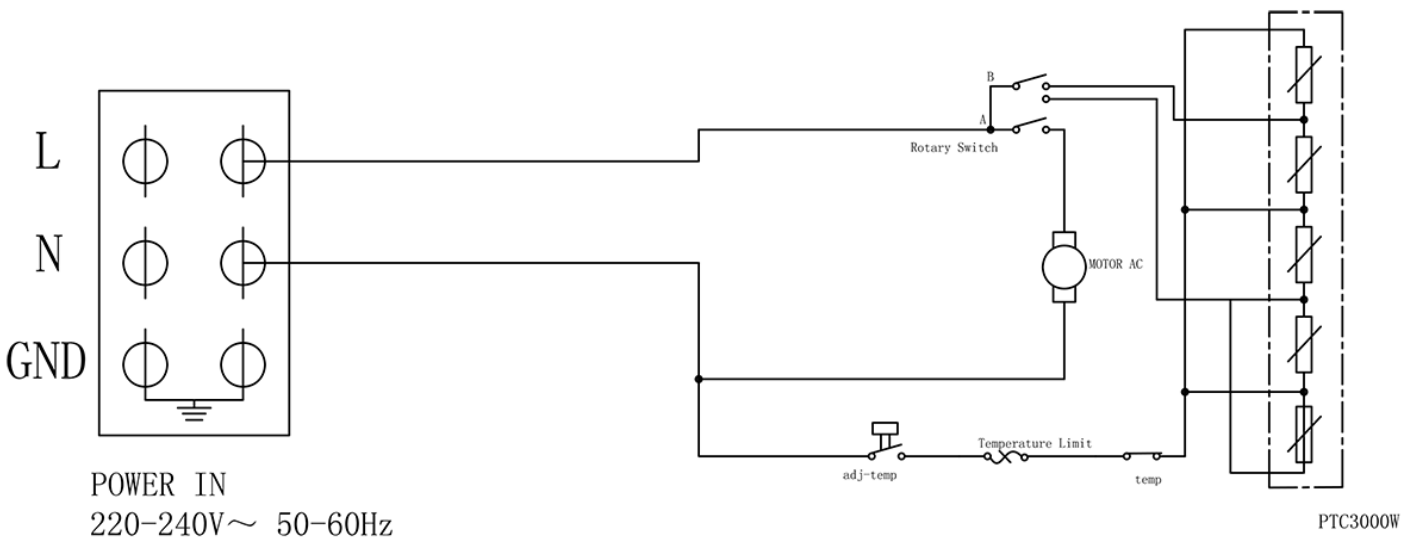 B
A
L
Rotary Switch
N
MOTOR AC
GND
Temperature Limit
adj-temp
temp
POWER IN
220-240V～ 50-60Hz
PTC3000W